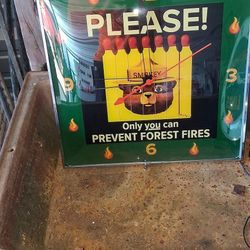 PLEASE!
SMOKEY
9
3
Only you can
PREVENT FOREST FIRES
6